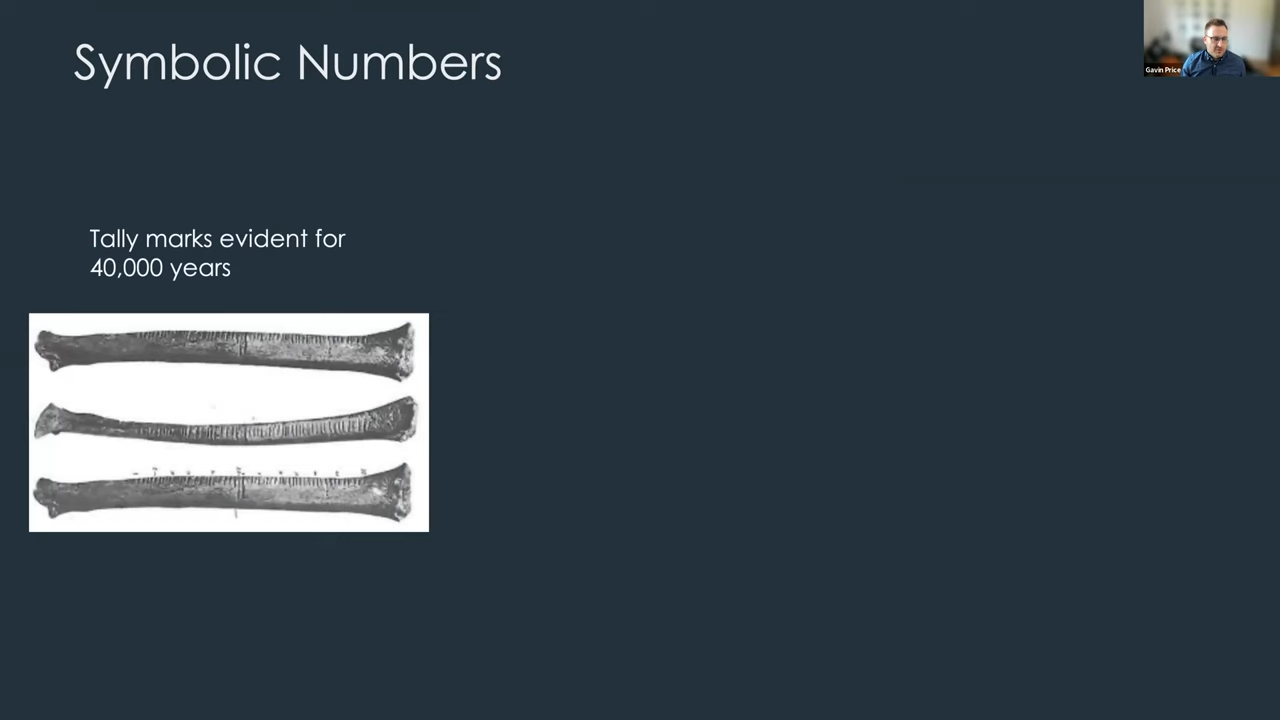 Symbolic Numbers
Gavin Price
Tally marks evident for
40,000 years